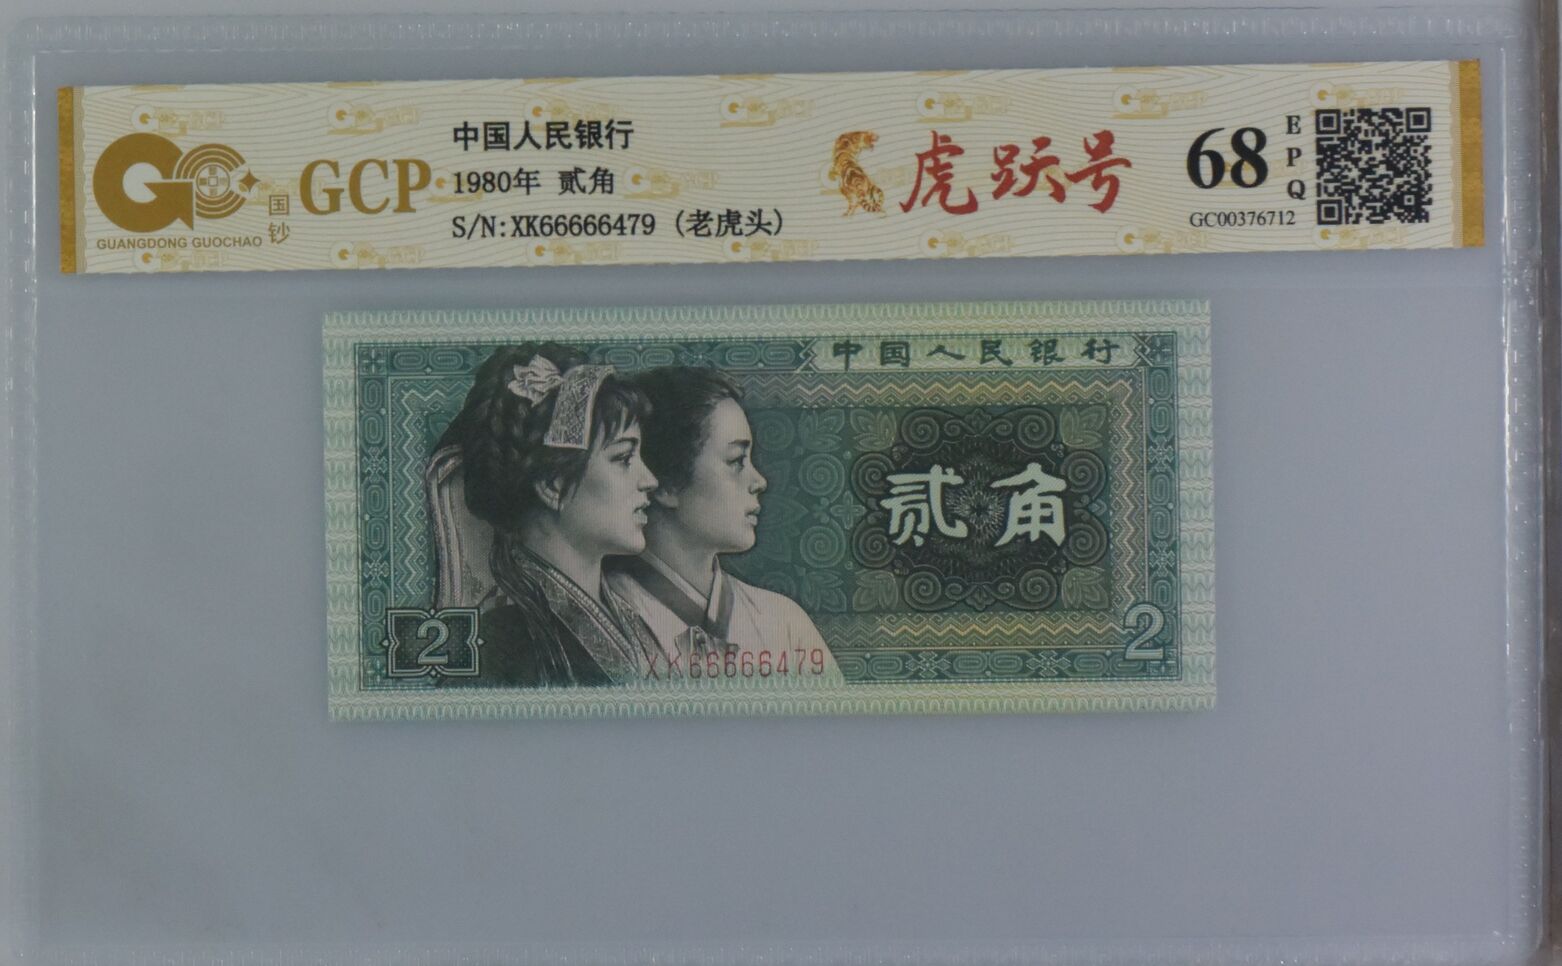 GCP
国钞
GUANGDONG GUOCHAO
中国人民银行
1980年 贰角
S/N:XK66666479 (老虎头)
虎跃号
68
EPQ
GC00376712
中国人民银行
贰角
2
2
XK66666479